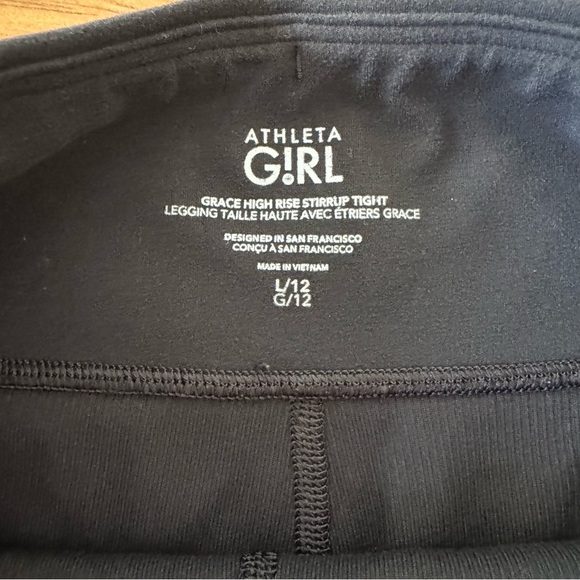 ATHLETA
G!RL
GRACE HIGH RISE STIRRUP TIGHT
LEGGING TAILLE HAUTE AVEC ÉTRIERS GRACE
DESIGNED IN SAN FRANCISCO
CONÇU À SAN FRANCISCO
MADE IN VIETNAM
L/12
G/12